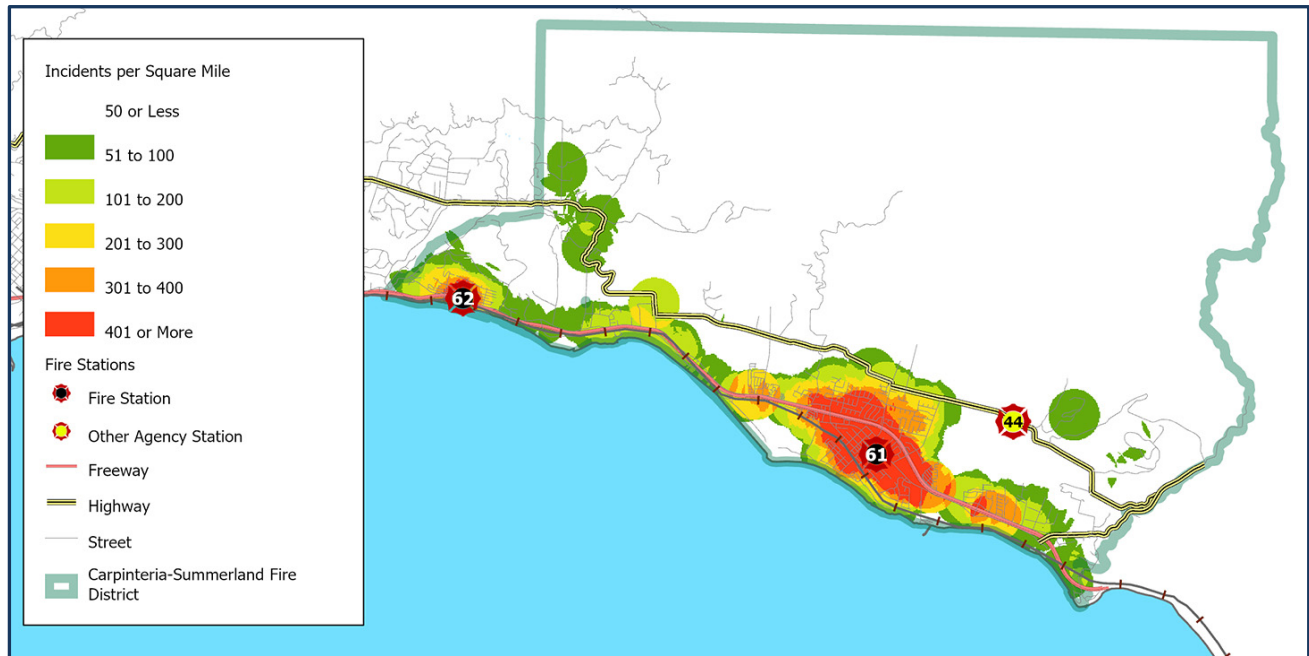 Incidents per Square Mile
50 or Less
51 to 100
101 to 200
201 to 300
301 to 400
401 or More
Fire Stations
Fire Station
Other Agency Station
Freeway
Highway
Street
Carpinteria-Summerland Fire
District
62
44
61